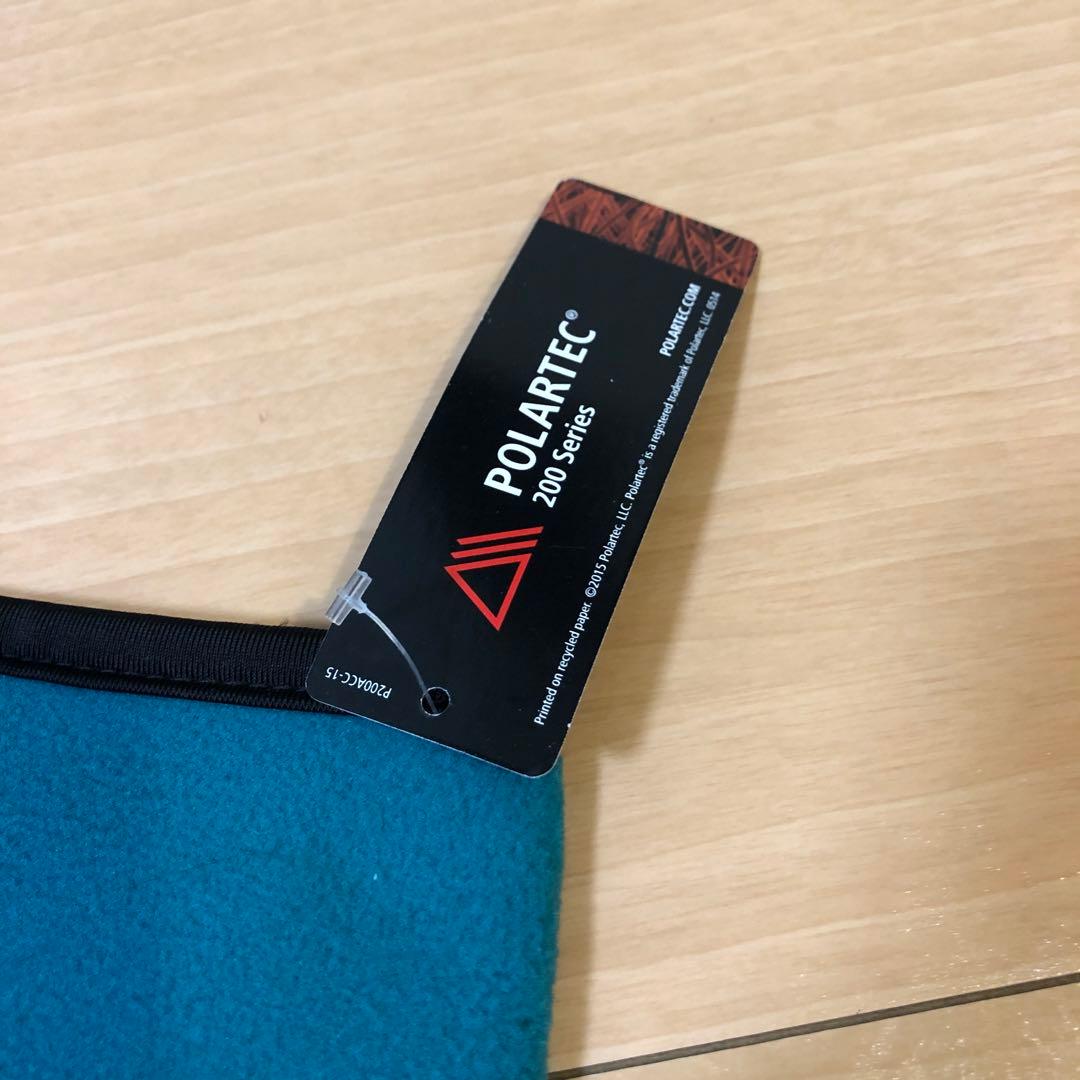 POLARTEC®
200 Series
POLARTEC.COM
Printed on recycled paper. ©2015 Polartec, LLC. Polartec® is a registered trademark of Polartec, LLC. 0514
P200ACC-15